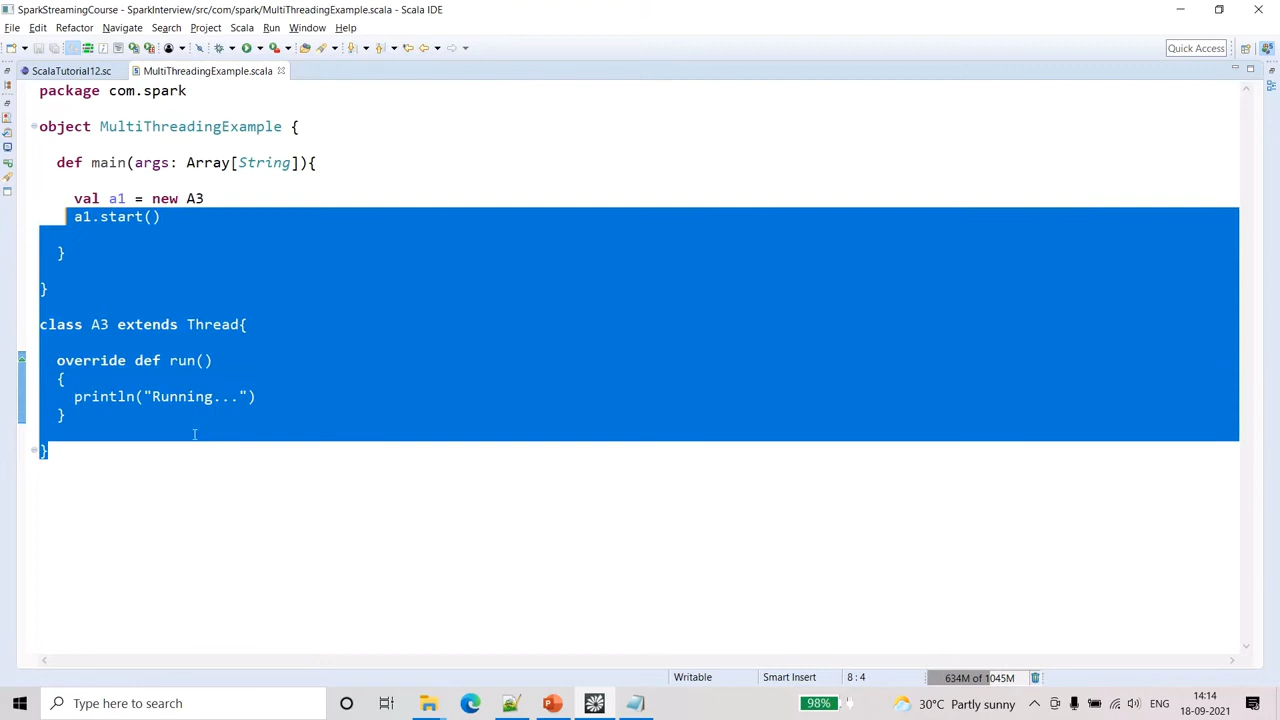 SparkStreamingCourse - SparkInterview/src/com/spark/MultiThreadingExample.scala - Scala IDE
File Edit Refactor Navigate Search Project Scala Run Window Help
Quick Access
ScalaTutorial12.sc MultiThreadingExample.scala
package com.spark
object MultiThreadingExample {
def main(args: Array[String]){
val a1 = new A3
a1.start()
}
}
class A3 extends Thread{
override def run()
{
println("Running...")
}
}
Writable Smart Insert 8 : 4 634M of 1045M
Type here to search 98% 30°C Partly sunny ENG 14:14
18-09-2021